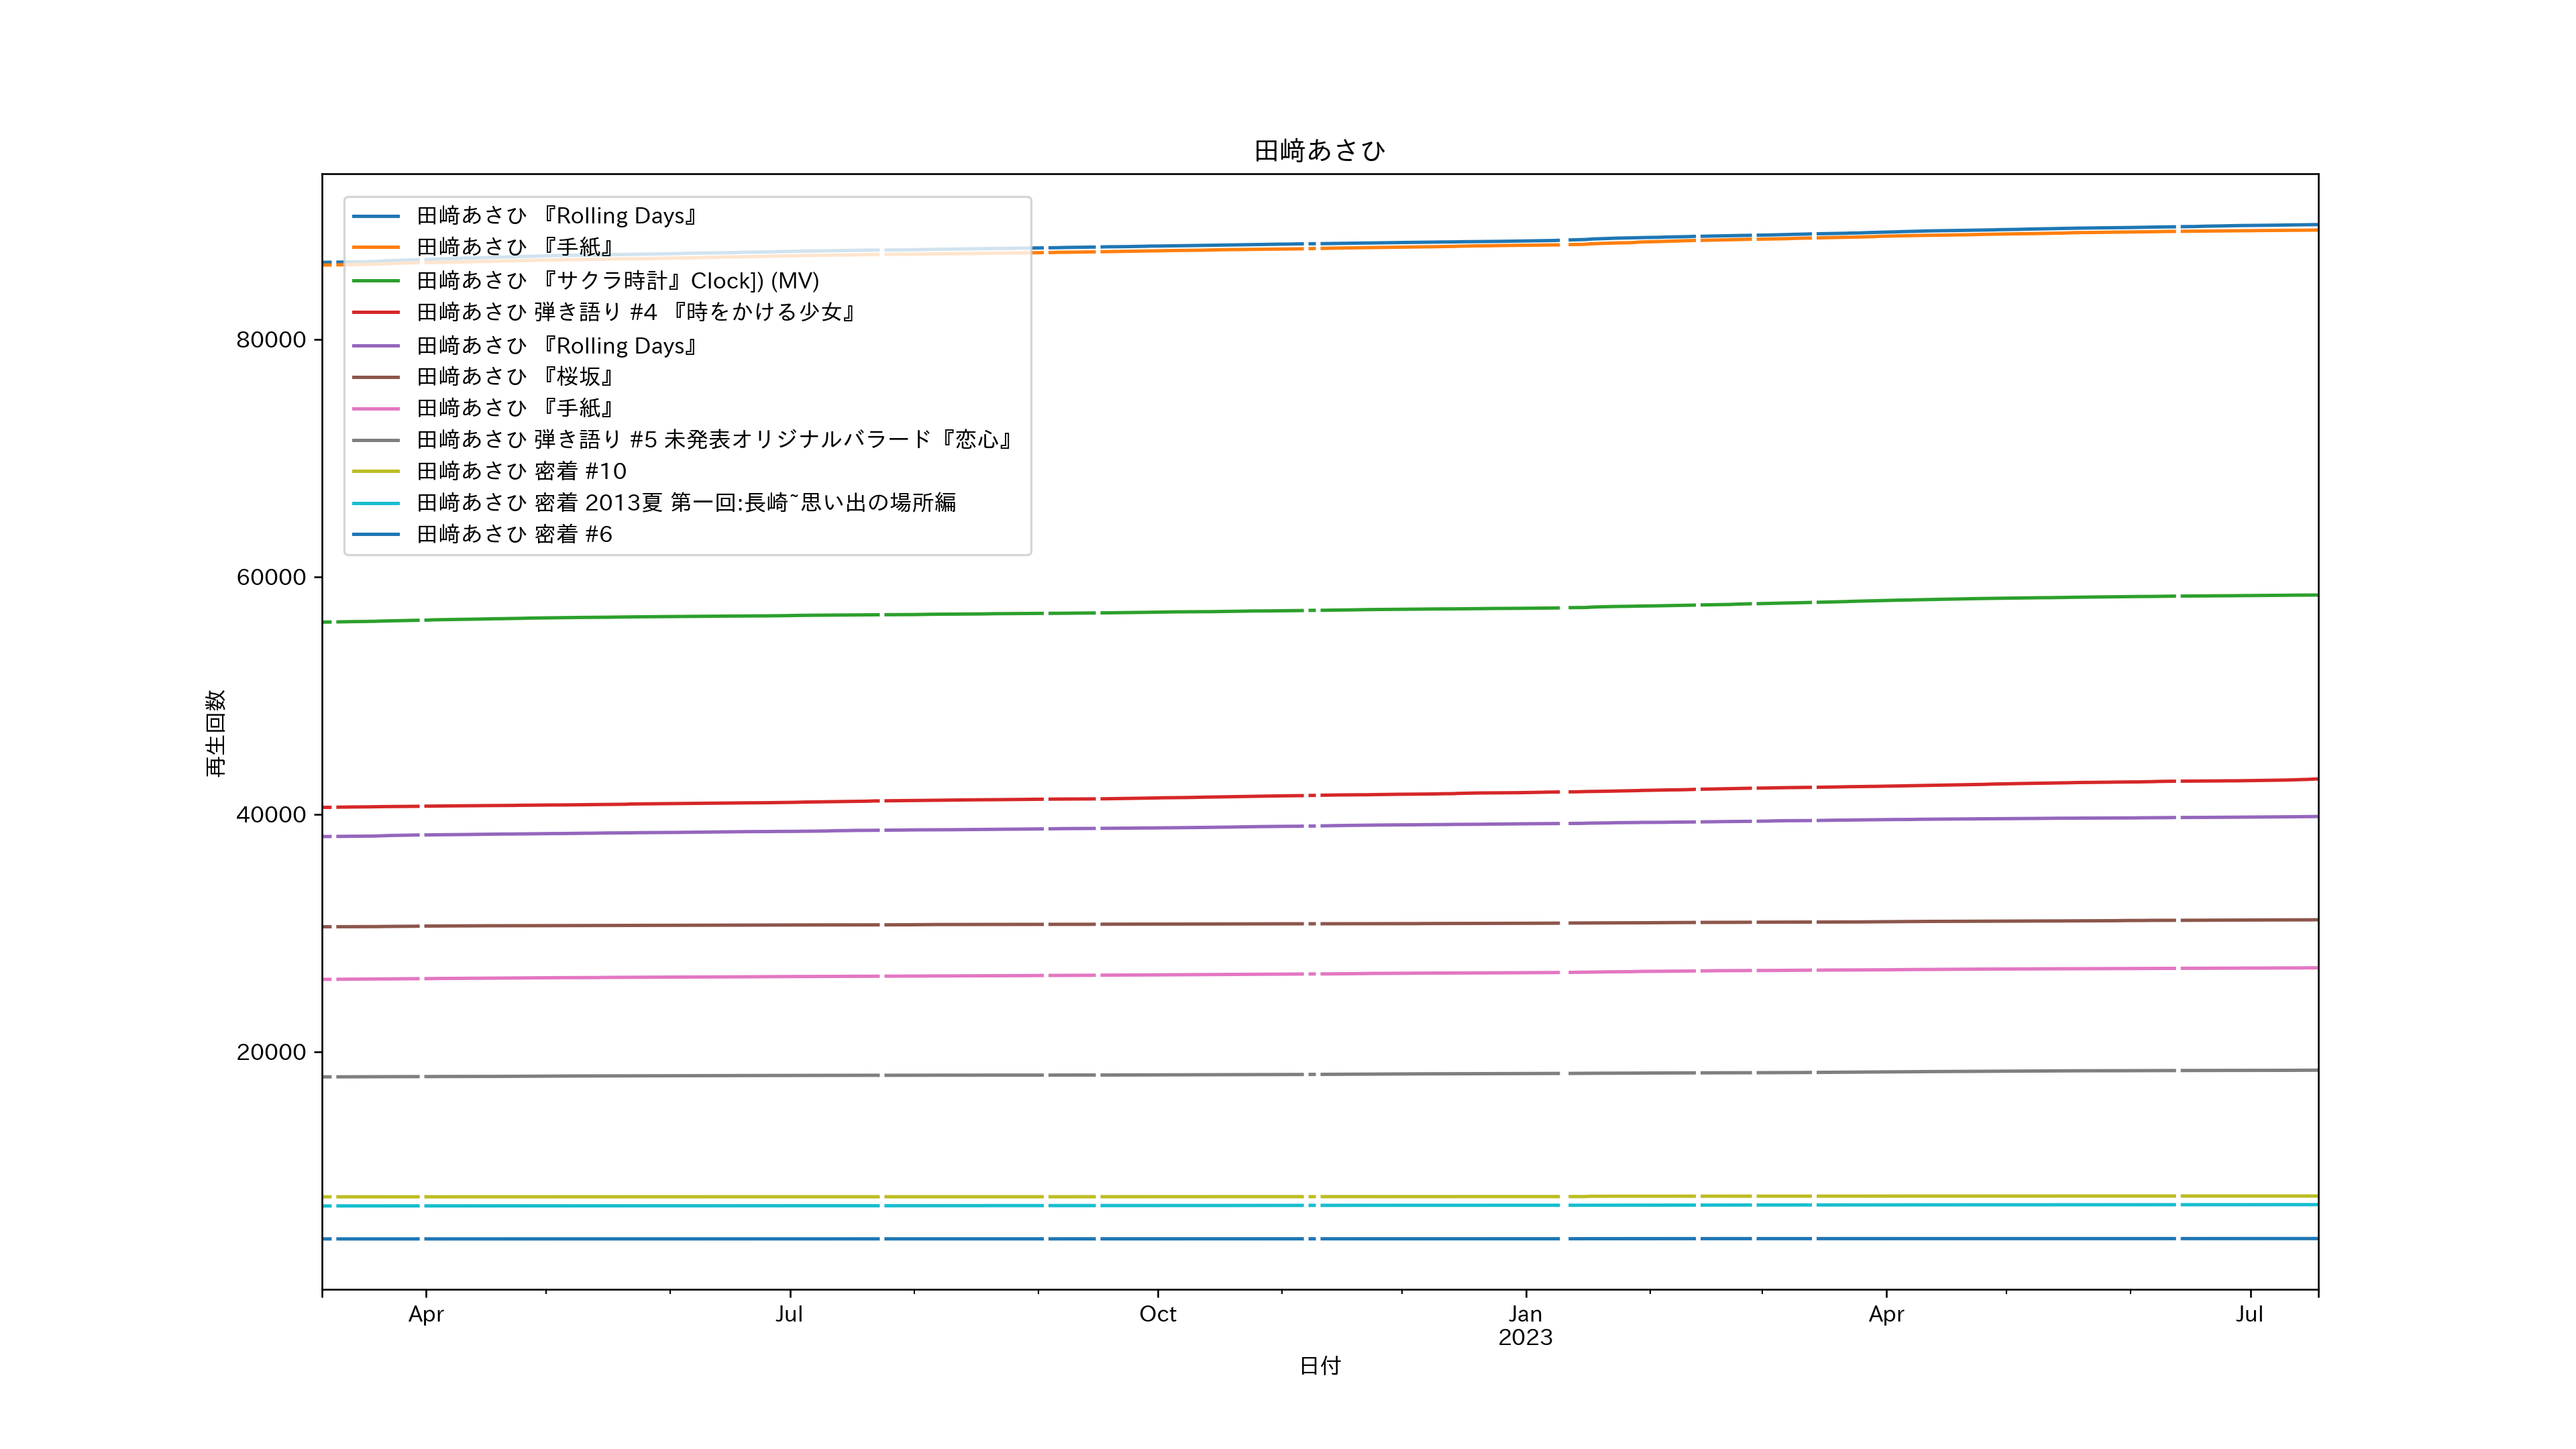 田﨑あさひ
田﨑あさひ 『Rolling Days』
田﨑あさひ 『手紙』
田﨑あさひ 『サクラ時計』Clock]) (MV)
田﨑あさひ 弾き語り #4 『時をかける少女』
田﨑あさひ 『Rolling Days』
田﨑あさひ 『桜坂』
田﨑あさひ 『手紙』
田﨑あさひ 弾き語り #5 未発表オリジナルバラード『恋心』
田﨑あさひ 密着 #10
田﨑あさひ 密着 2013夏 第一回:長崎~思い出の場所編
田﨑あさひ 密着 #6
80000
60000
40000
20000
再生回数
Apr
Jul
Oct
Jan
2023
Apr
Jul
日付